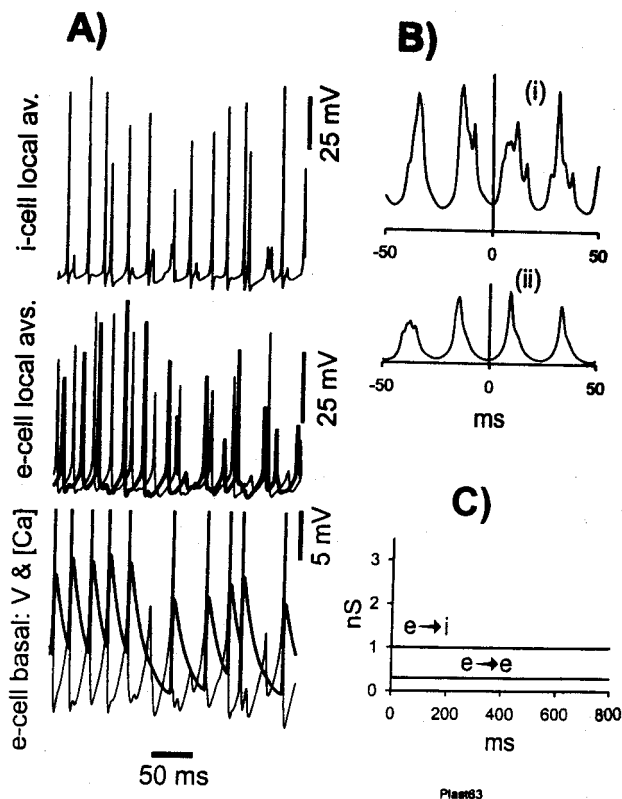 A)
i-cell local av.
25 mV
e-cell local avs.
25 mV
e-cell basal: V & [Ca]
5 mV
50 ms
B)
(i)
-50 0 50
(ii)
-50 0 50
ms
C)
nS
3
2
1
0
e→i
e→e
0 200 400 600 800
ms
Plast63